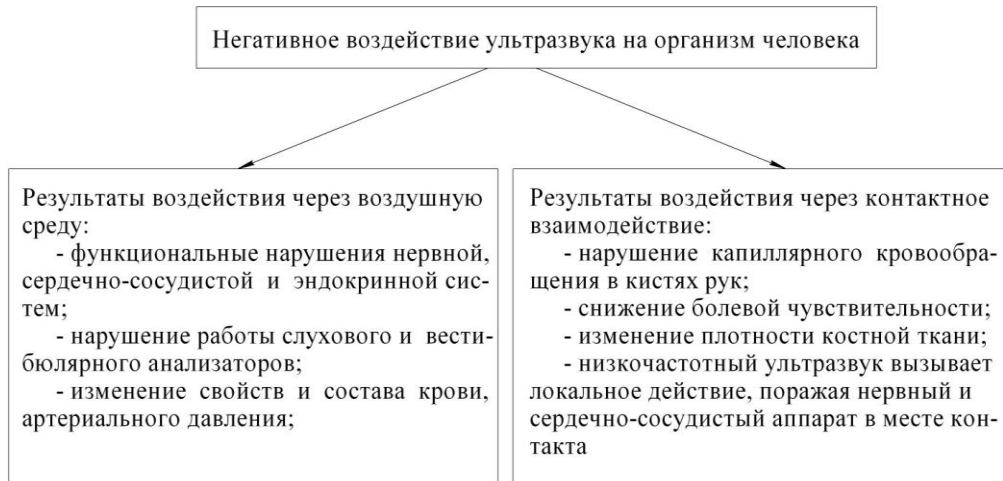 Негативное воздействие ультразвука на организм человека
Результаты воздействия через воздушную
среду:
- функциональные нарушения нервной,
сердечно-сосудистой и эндокринной сис-
тем;
- нарушение работы слухового и вести-
бюлярного анализаторов;
- изменение свойств и состава крови,
артериального давления;
Результаты воздействия через контактное
взаимодействие:
- нарушение капиллярного кровообра-
щения в кистях рук;
- снижение болевой чувствительности;
- изменение плотности костной ткани;
- низкочастотный ультразвук вызывает
локальное действие, поражая нервный и
сердечно-сосудистый аппарат в месте кон-
такта